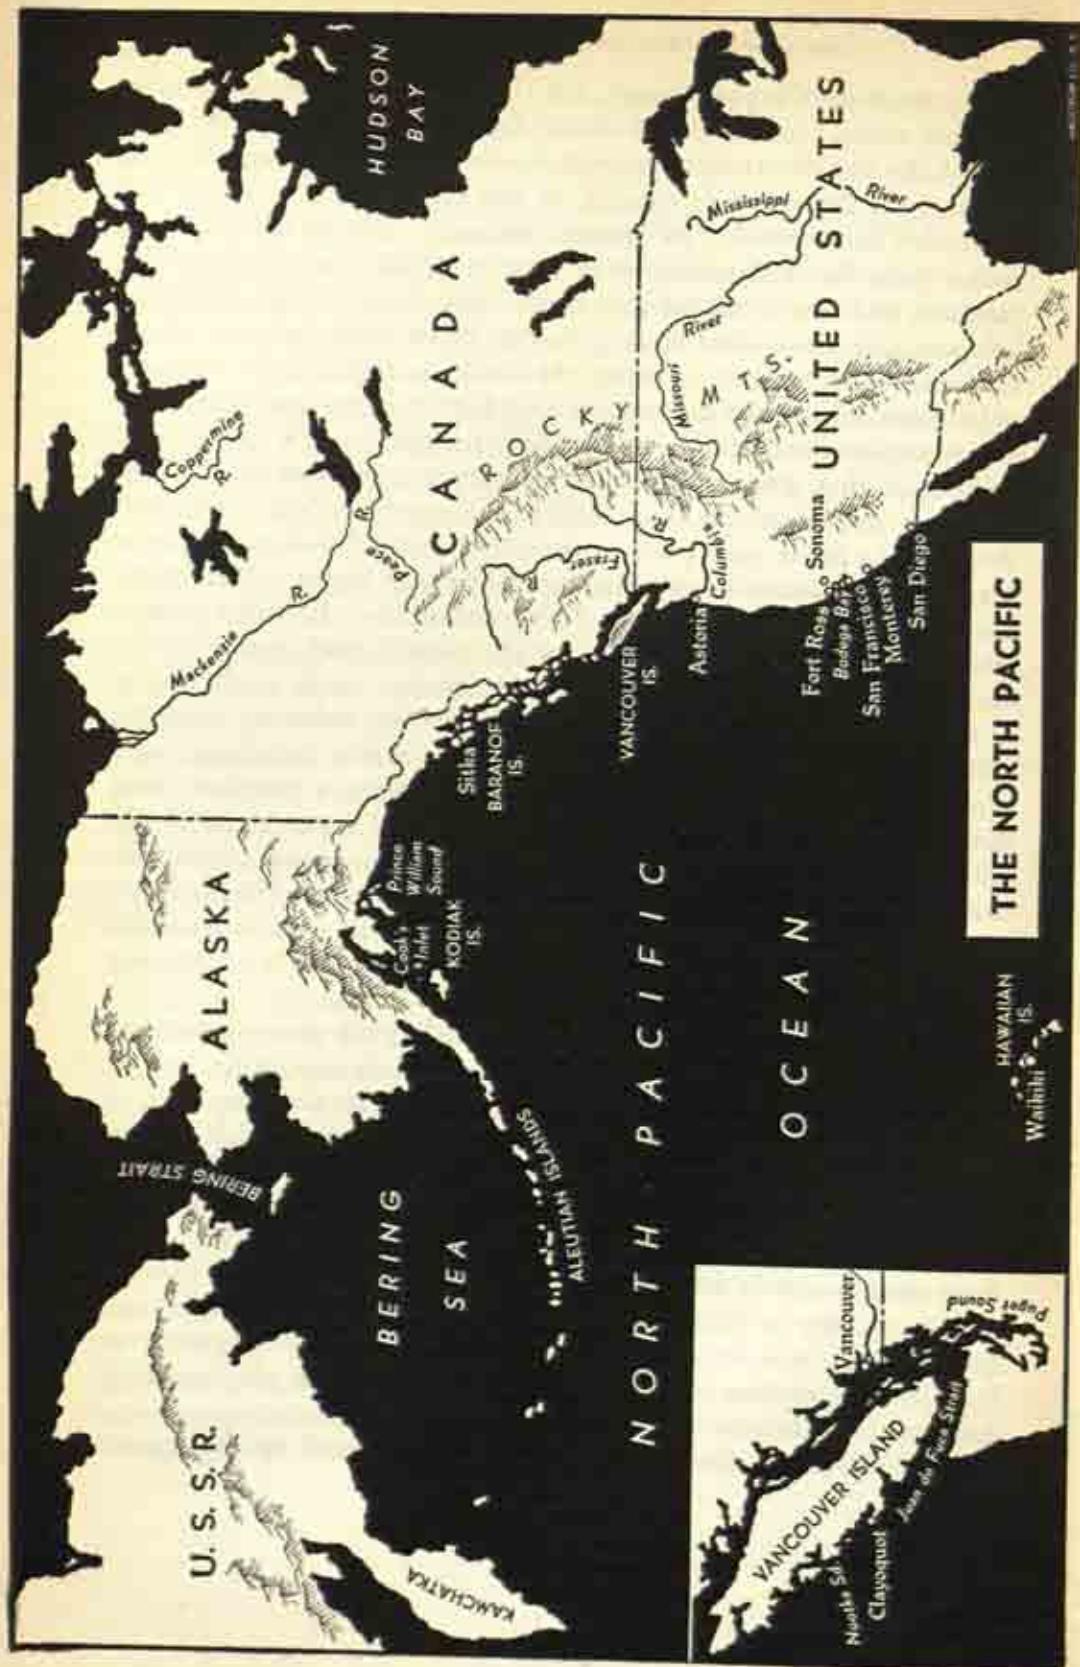 THE NORTH PACIFIC
U. S. S. R.
KAMCHATKA
BERING STRAIT
BERING
SEA
ALASKA
ALEUTIAN ISLANDS
Cook's
Inlet
Prince
William
Sound
KODIAK
IS.
Sitka
BARANOF
IS.
Mackenzie R.
Coppermine
R.
Peace R.
HUDSON
BAY
CANADA
ROCKY
MTS.
Fraser
R.
Columbia
R.
VANCOUVER
IS.
Astoria
Missouri River
Mississippi River
UNITED STATES
Fort Ross
Sonoma
Bodega Bay
San Francisco
Monterey
San Diego
NORTH PACIFIC
OCEAN
HAWAIIAN
IS.
Waikiki
Vancouver
VANCOUVER ISLAND
Nootka Sd.
Clayoquot
Juan de Fuca Strait
Puget Sound